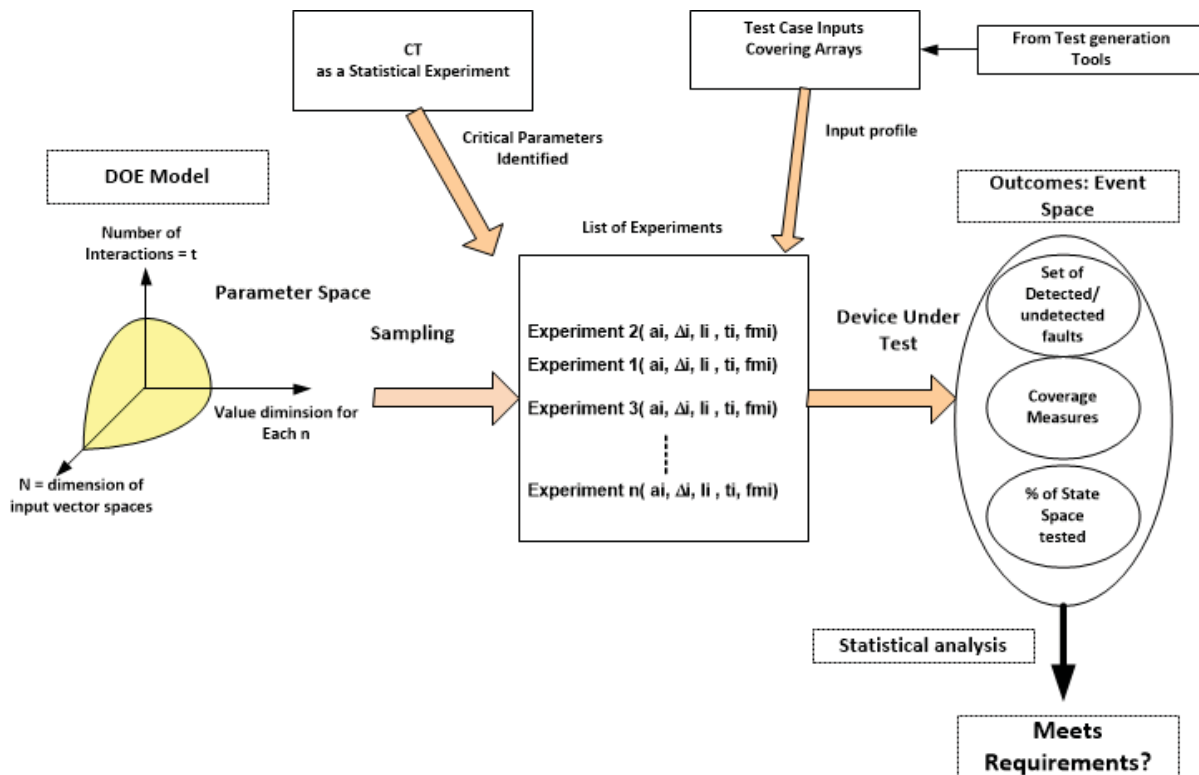 CT
as a Statistical Experiment
Test Case Inputs
Covering Arrays
From Test generation
Tools
Critical Parameters
Identified
Input profile
DOE Model
Outcomes: Event
Space
Number of
Interactions = t
List of Experiments
Parameter Space
Sampling
Experiment 2( ai, Δi, li , ti, fmi)
Experiment 1( ai, Δi, li , ti, fmi)
Experiment 3( ai, Δi, li , ti, fmi)
Experiment n( ai, Δi, li , ti, fmi)
Device Under
Test
Set of
Detected/
undetected
faults
Coverage
Measures
% of State
Space
tested
Value diminsion for
Each n
N = dimension of
input vector spaces
Statistical analysis
Meets
Requirements?